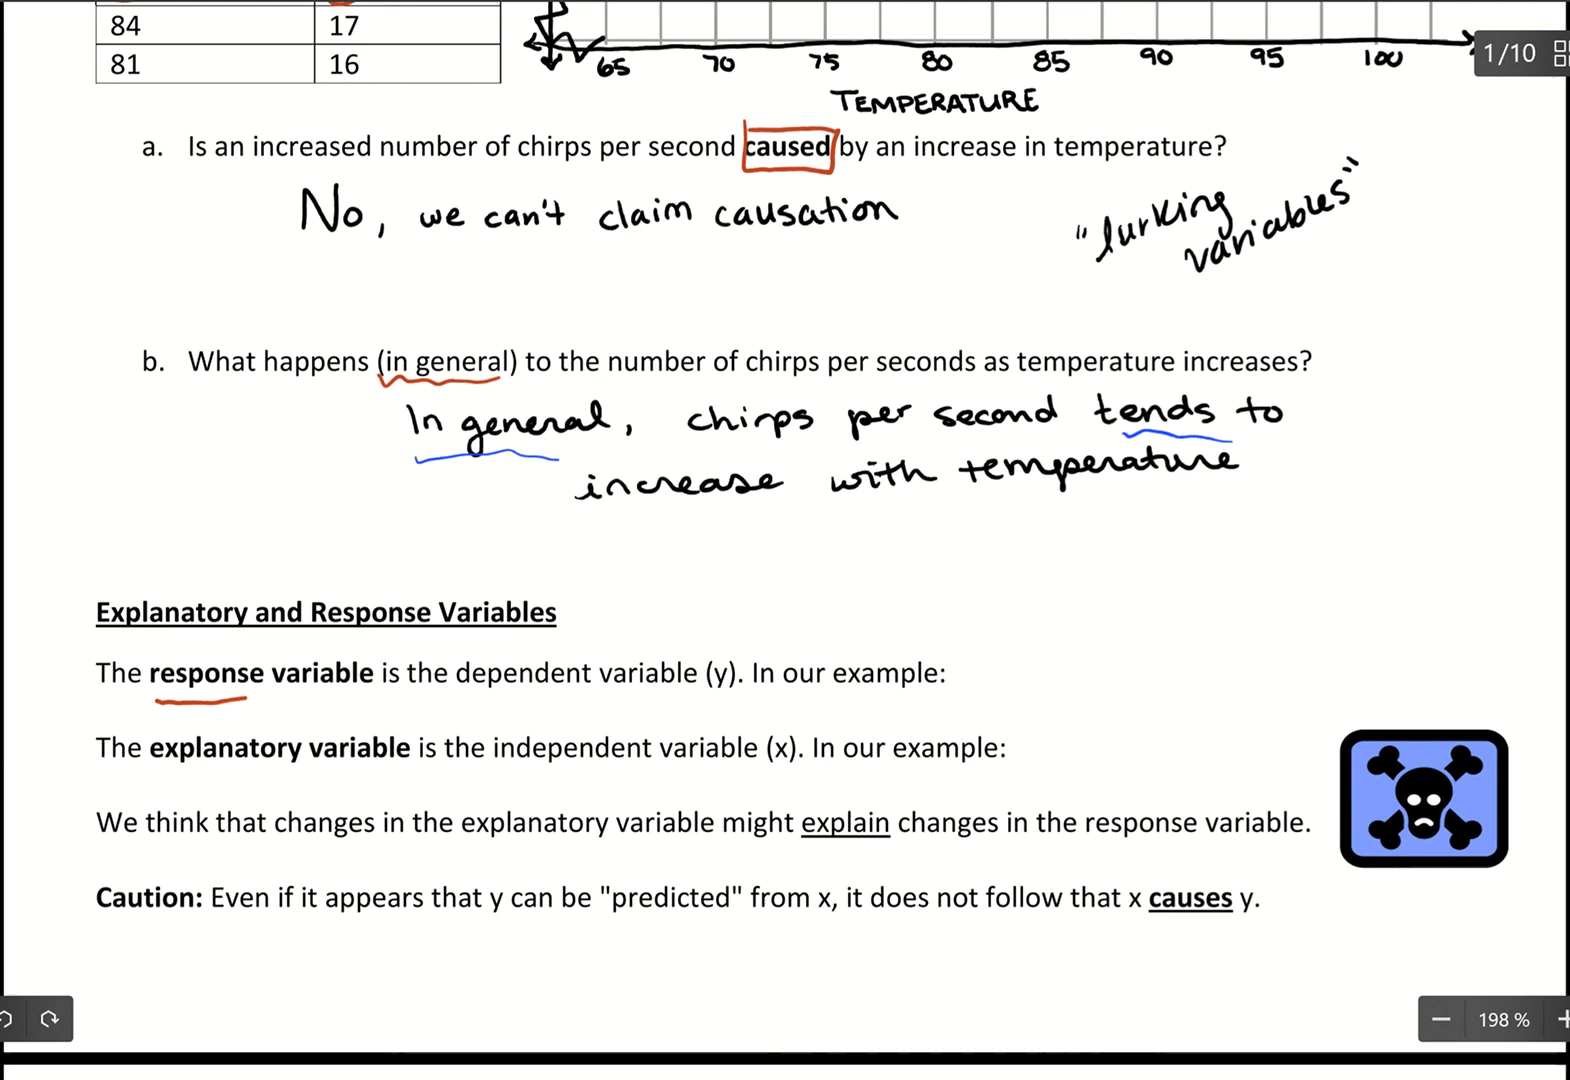 84 17
81 16
65 70 75 80 85 90 95 100
TEMPERATURE
1/10
a. Is an increased number of chirps per second caused by an increase in temperature?
No, we can't claim causation
"lurking
variables"
b. What happens (in general) to the number of chirps per seconds as temperature increases?
In general, chirps per second tends to
increase with temperature
Explanatory and Response Variables
The response variable is the dependent variable (y). In our example:
The explanatory variable is the independent variable (x). In our example:
We think that changes in the explanatory variable might explain changes in the response variable.
Caution: Even if it appears that y can be "predicted" from x, it does not follow that x causes y.
198 %